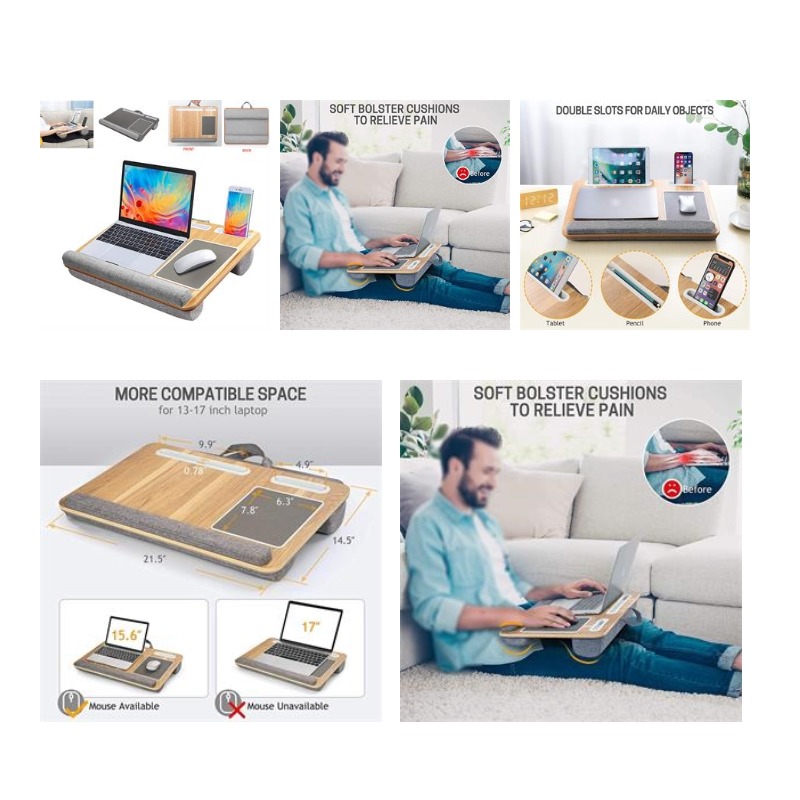 FRONT
BACK
SOFT BOLSTER CUSHIONS
TO RELIEVE PAIN
Before
DOUBLE SLOTS FOR DAILY OBJECTS
Tablet
Pencil
Phone
MORE COMPATIBLE SPACE
for 13-17 inch laptop
9.9"
0.78"
4.9"
7.8"
6.3"
14.5"
21.5"
15.6"
17"
Mouse Available
Mouse Unavailable
SOFT BOLSTER CUSHIONS
TO RELIEVE PAIN
Before